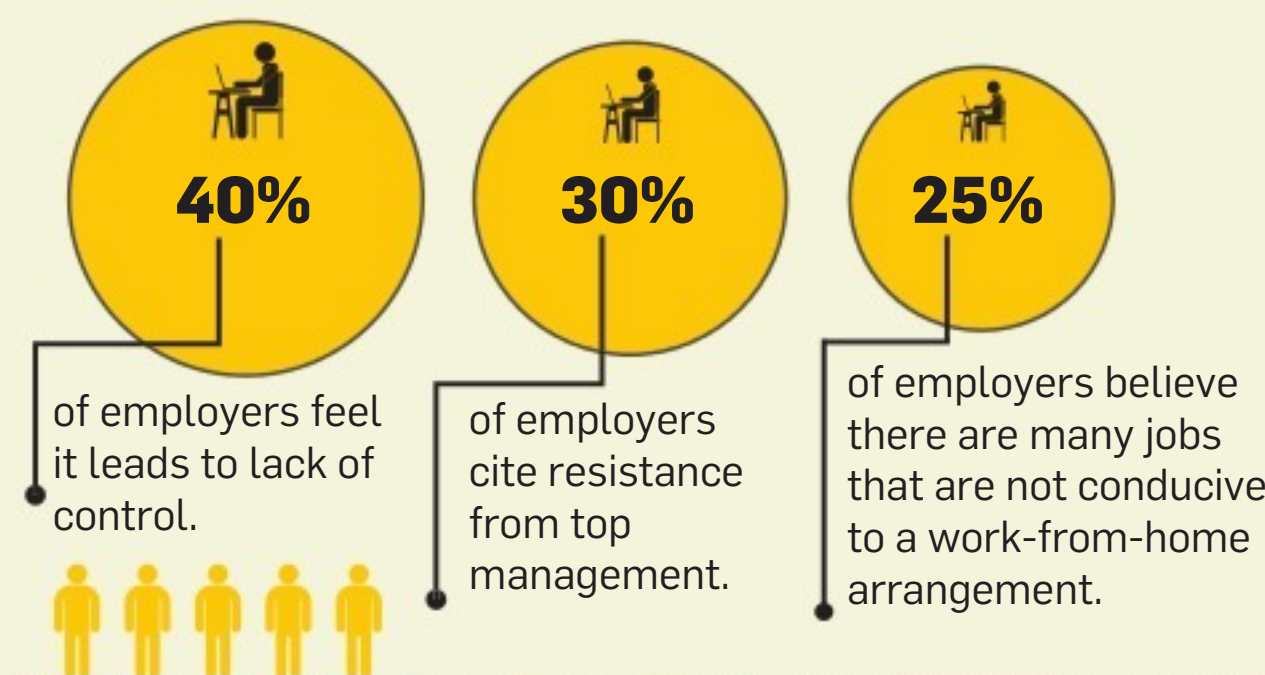 40%
of employers feel
it leads to lack of
control.
30%
of employers
cite resistance
from top
management.
25%
of employers believe
there are many jobs
that are not conducive
to a work-from-home
arrangement.